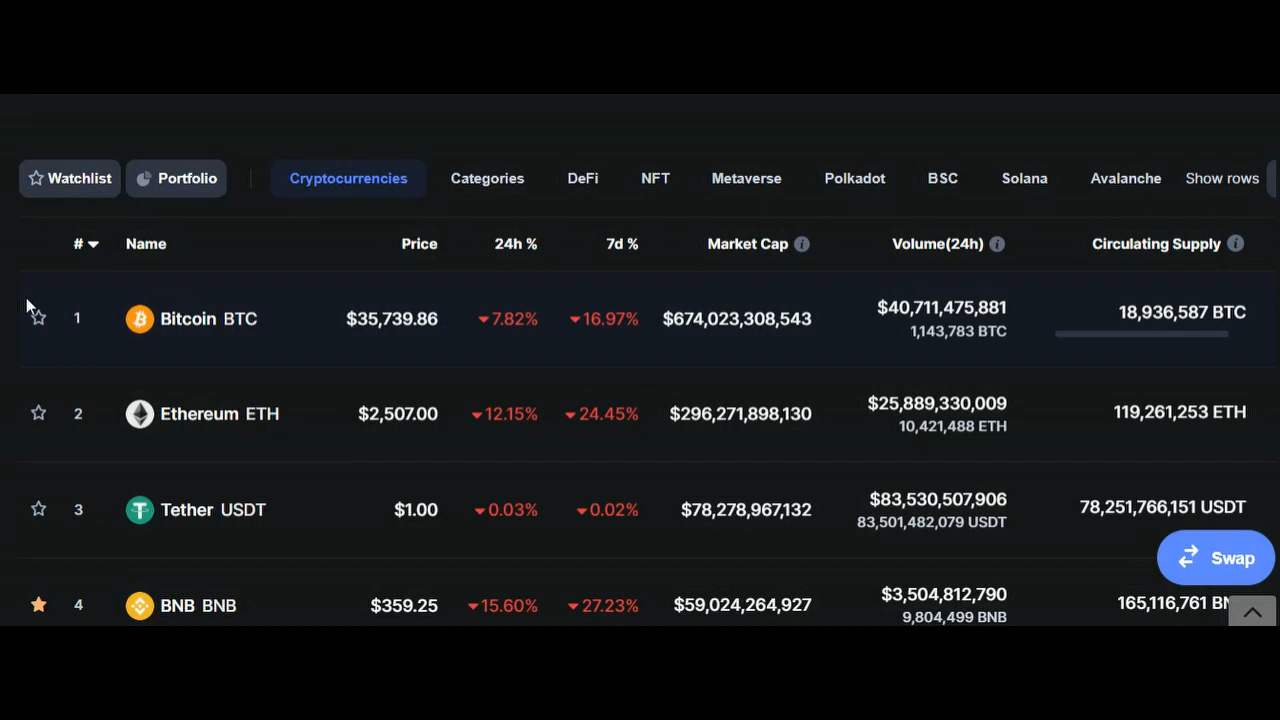 Watchlist Portfolio Cryptocurrencies Categories DeFi NFT Metaverse Polkadot BSC Solana Avalanche Show rows
# Name Price 24h % 7d % Market Cap Volume(24h) Circulating Supply
1 Bitcoin BTC $35,739.86 7.82% 16.97% $674,023,308,543 $40,711,475,881 18,936,587 BTC
1,143,783 BTC
2 Ethereum ETH $2,507.00 12.15% 24.45% $296,271,898,130 $25,889,330,009 119,261,253 ETH
10,421,488 ETH
3 Tether USDT $1.00 0.03% 0.02% $78,278,967,132 $83,530,507,906 78,251,766,151 USDT
83,501,482,079 USDT
Swap
4 BNB BNB $359.25 15.60% 27.23% $59,024,264,927 $3,504,812,790 165,116,761
9,804,499 BNB